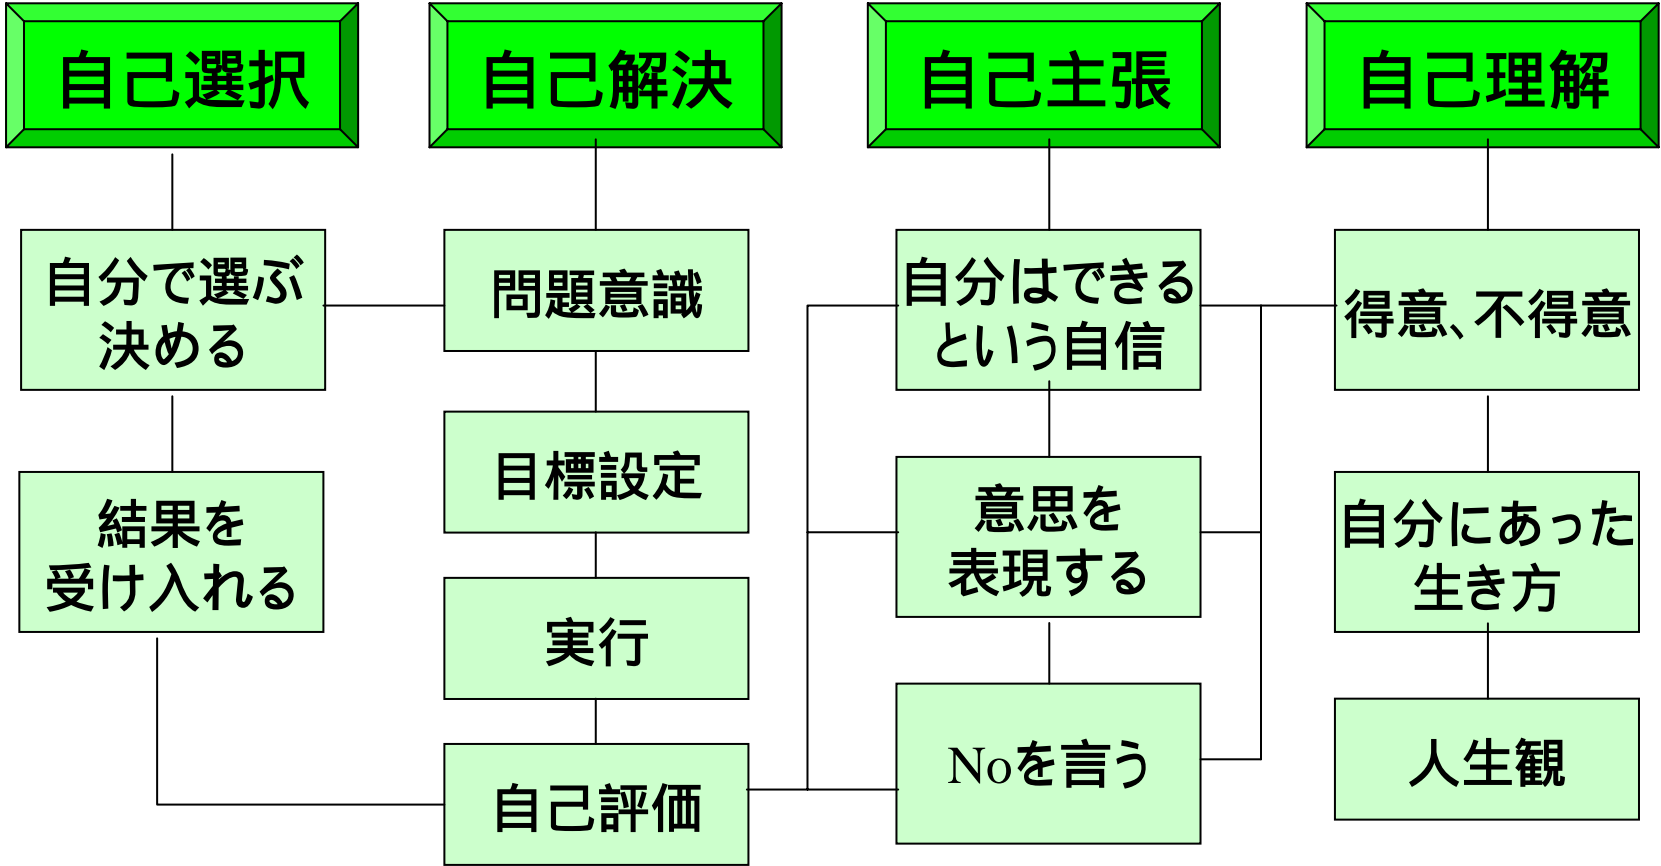 自己選択
自己解決
自己主張
自己理解
自分で選ぶ
決める
結果を
受け入れる
問題意識
目標設定
実行
自己評価
自分はできる
という自信
意思を
表現する
Noを言う
得意、不得意
自分にあった
生き方
人生観